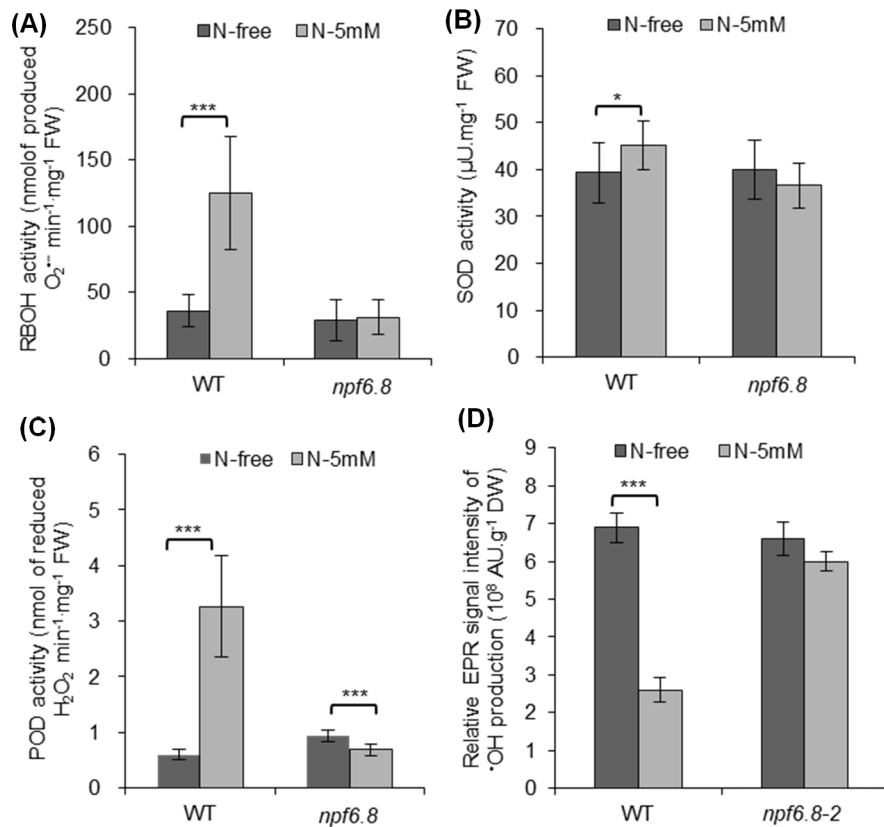 (A)
250
200
150
100
50
0
N-free N-5mM
***
RBOH activity (nmolof produced
O₂•− min⁻¹·mg⁻¹ FW)
WT npf6.8
(B)
70
60
50
40
30
20
10
0
N-free N-5mM
*
SOD activity (µU.mg⁻¹ FW)
WT npf6.8
(C)
6
5
4
3
2
1
0
N-free N-5mM
***
***
POD activity (nmol of reduced
H₂O₂ min⁻¹·mg⁻¹ FW)
WT npf6.8
(D)
9
8
7
6
5
4
3
2
1
0
N-free N-5mM
***
Relative EPR signal intensity of
•OH production (10⁸ AU.g⁻¹ DW)
WT npf6.8-2